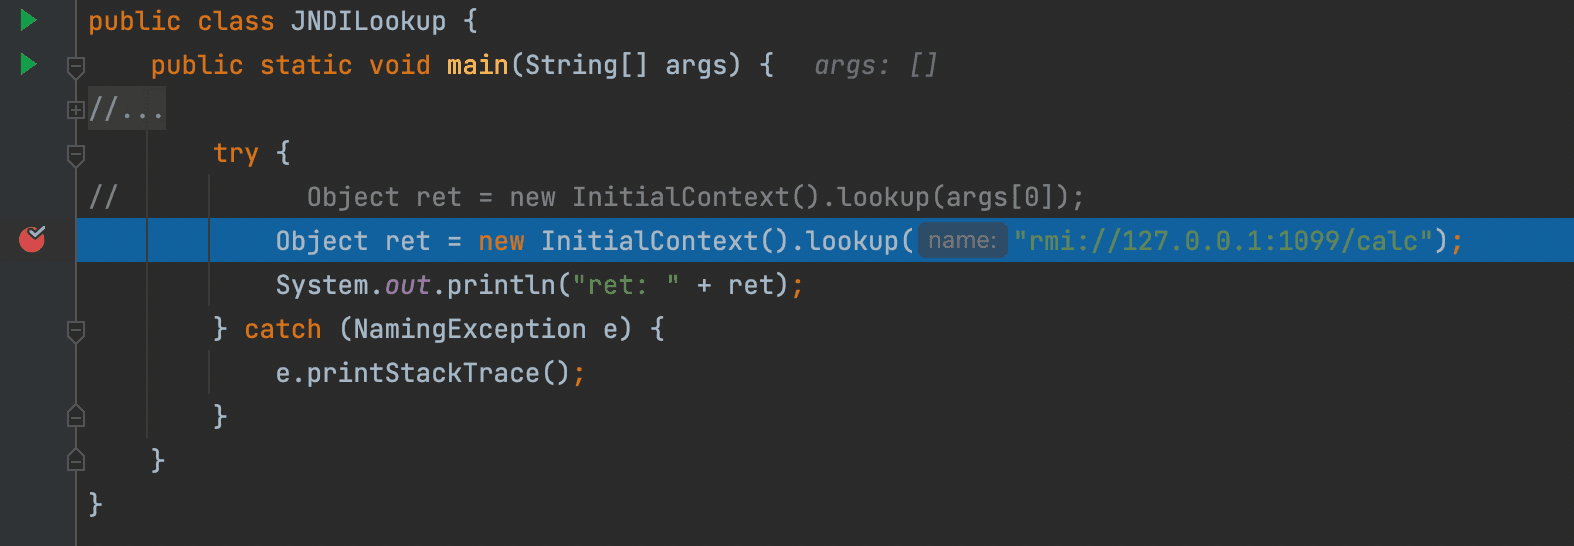 public class JNDILookup {
public static void main(String[] args) {   args: []
//...
try {
//            Object ret = new InitialContext().lookup(args[0]);
Object ret = new InitialContext().lookup( name: "rmi://127.0.0.1:1099/calc");
System.out.println("ret: " + ret);
} catch (NamingException e) {
e.printStackTrace();
}
}
}